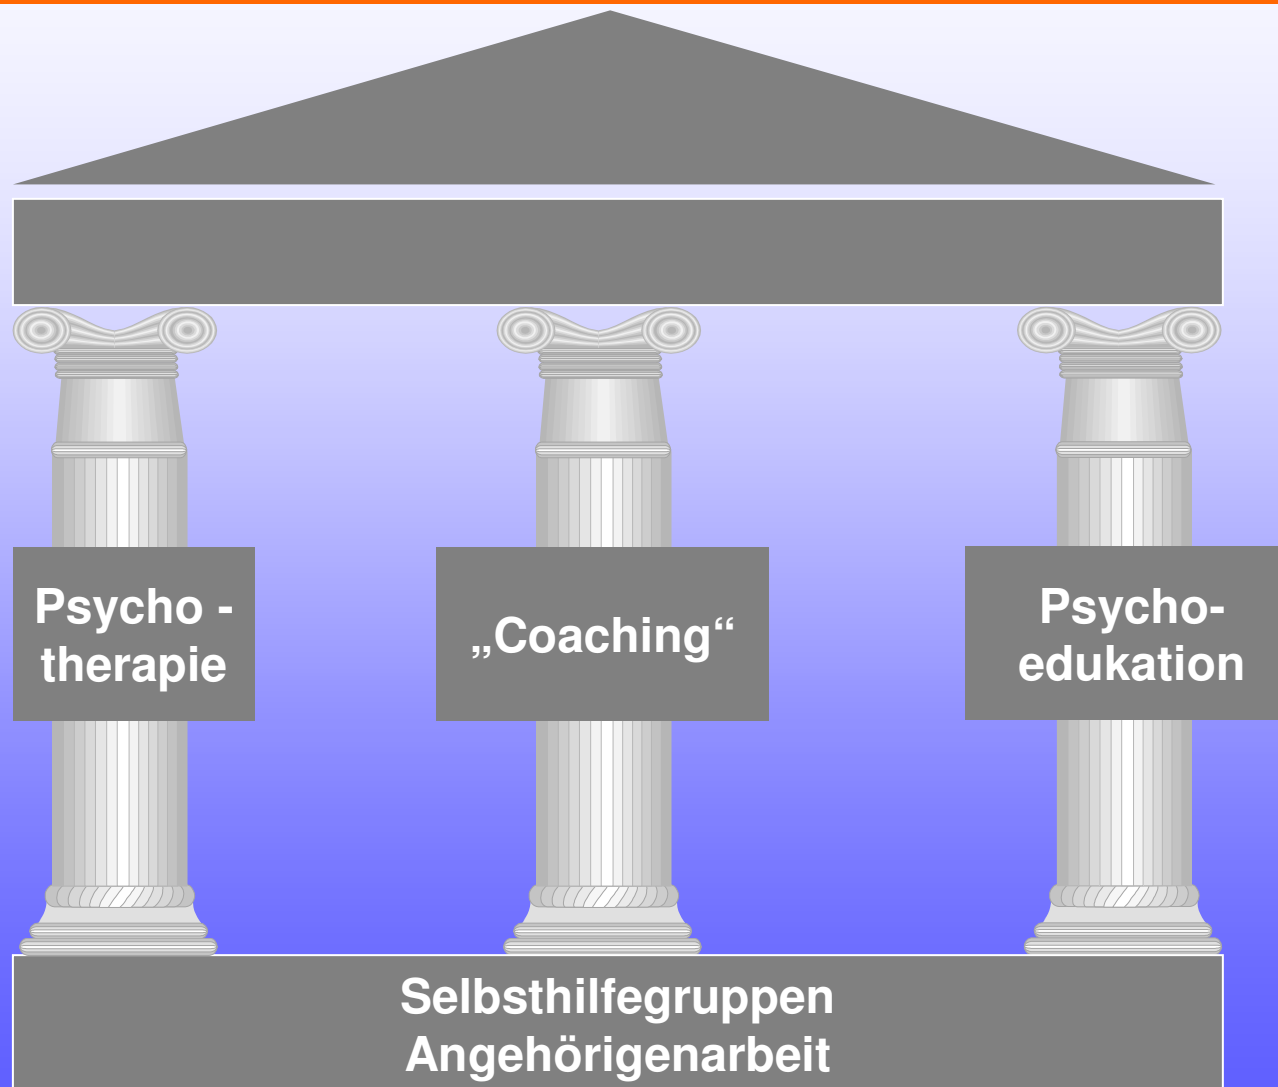 Psycho -
therapie
„Coaching“
Psycho-
edukation
Selbsthilfegruppen
Angehörigenarbeit